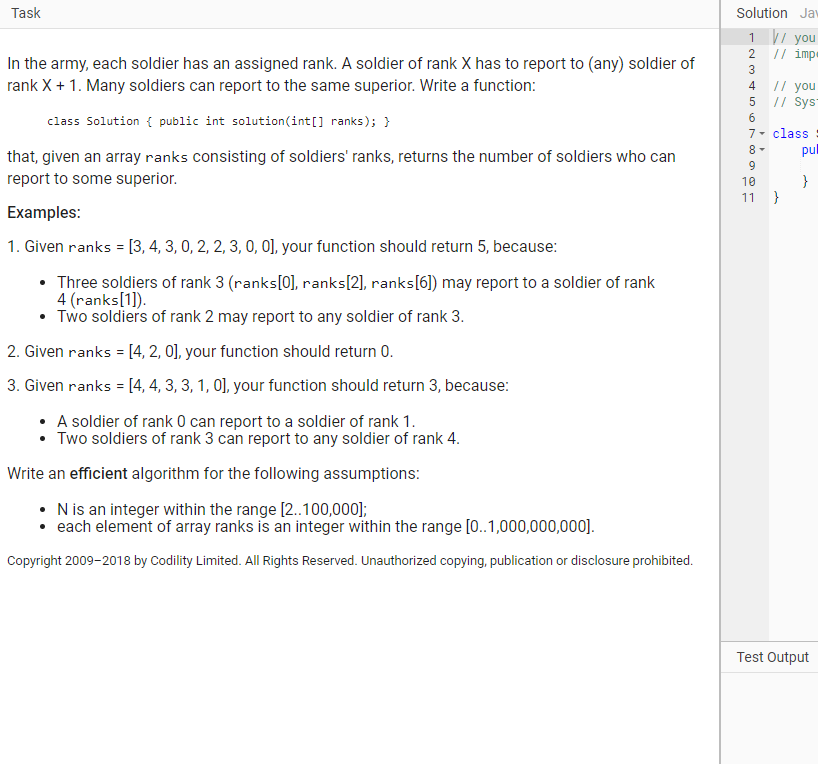 Task
In the army, each soldier has an assigned rank. A soldier of rank X has to report to (any) soldier of
rank X + 1. Many soldiers can report to the same superior. Write a function:
class Solution { public int solution(int[] ranks); }
that, given an array ranks consisting of soldiers' ranks, returns the number of soldiers who can
report to some superior.
Examples:
1. Given ranks = [3, 4, 3, 0, 2, 2, 3, 0, 0], your function should return 5, because:
• Three soldiers of rank 3 (ranks[0], ranks[2], ranks[6]) may report to a soldier of rank
4 (ranks[1]).
• Two soldiers of rank 2 may report to any soldier of rank 3.
2. Given ranks = [4, 2, 0], your function should return 0.
3. Given ranks = [4, 4, 3, 3, 1, 0], your function should return 3, because:
• A soldier of rank 0 can report to a soldier of rank 1.
• Two soldiers of rank 3 can report to any soldier of rank 4.
Write an efficient algorithm for the following assumptions:
• N is an integer within the range [2..100,000];
• each element of array ranks is an integer within the range [0..1,000,000,000].
Copyright 2009–2018 by Codility Limited. All Rights Reserved. Unauthorized copying, publication or disclosure prohibited.
Solution
1 // you
2 //
3
4 // you
5 //
6
7 class
8
9
10 }
11 }
Test Output